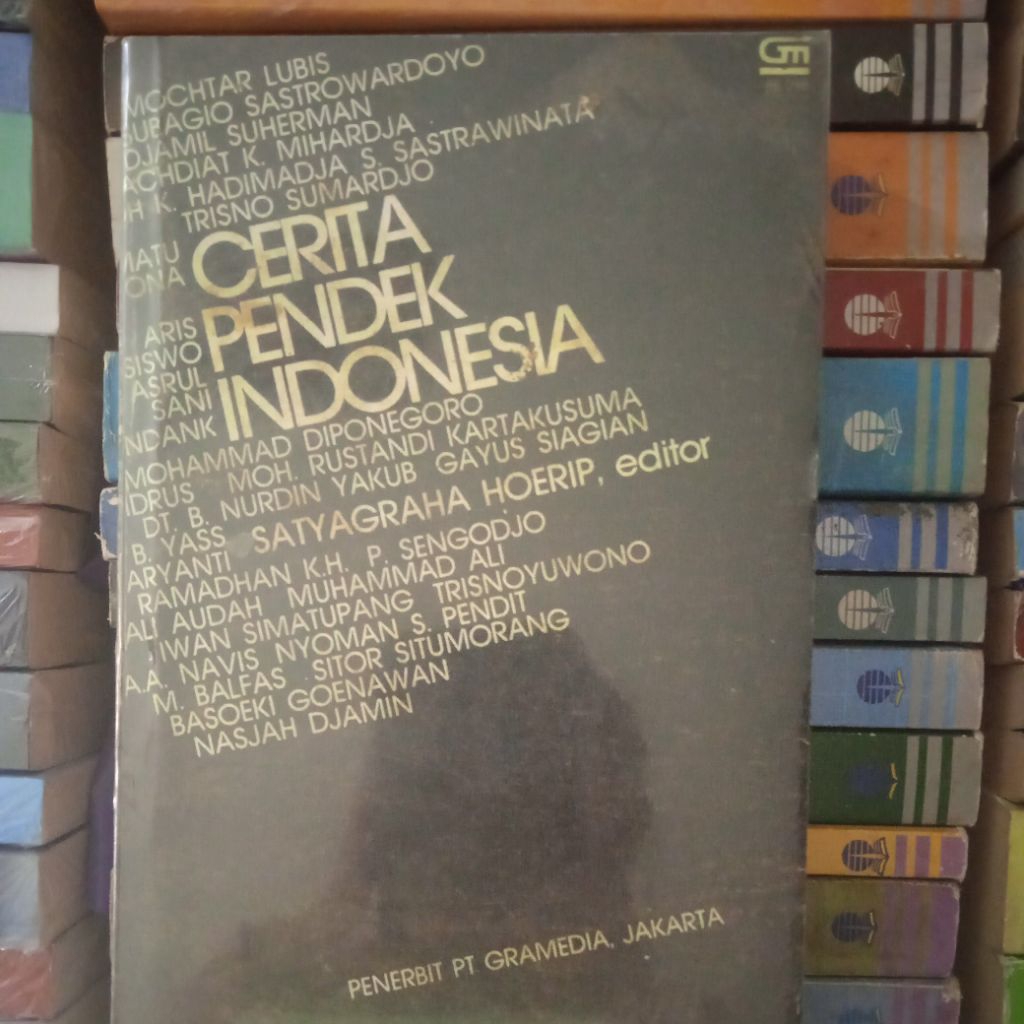 MOCHTAR LUBIS
SUBAGIO SASTROWARDOYO
DJAMIL SUHERMAN
ACHDIAT K. MIHARDJA
H K. HADIMADJA S. SASTRAWINATA
TRISNO SUMARDJO
MATU
ONA
CERITA
PENDEK
INDONESIA
ARIS
SISWO
ASRUL
SANI
NDANK
MOHAMMAD DIPONEGORO
IDRUS MOH. RUSTANDI KARTAKUSUMA
DT. B. NURDIN YAKUB GAYUS SIAGIAN
B. YASS SATYAGRAHA HOERIP, editor
ARYANTI
RAMADHAN K.H. P. SENGODJO
ALI AUDAH MUHAMMAD ALI
IWAN SIMATUPANG TRISNOYUWONO
A.A. NAVIS NYOMAN S. PENDIT
M. BALFAS SITOR SITUMORANG
BASOEKI GOENAWAN
NASJAH DJAMIN
PENERBIT PT GRAMEDIA, JAKARTA
GM